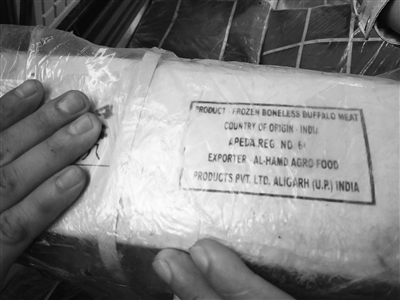 PRODUCT : FROZEN BONELESS BUFFALO MEAT
COUNTRY OF ORIGIN - INDIA
APEDA REG. NO. 6
EXPORTER - AL-HAMD AGRO FOOD
PRODUCTS PVT. LTD. ALIGARH (U.P.) INDIA